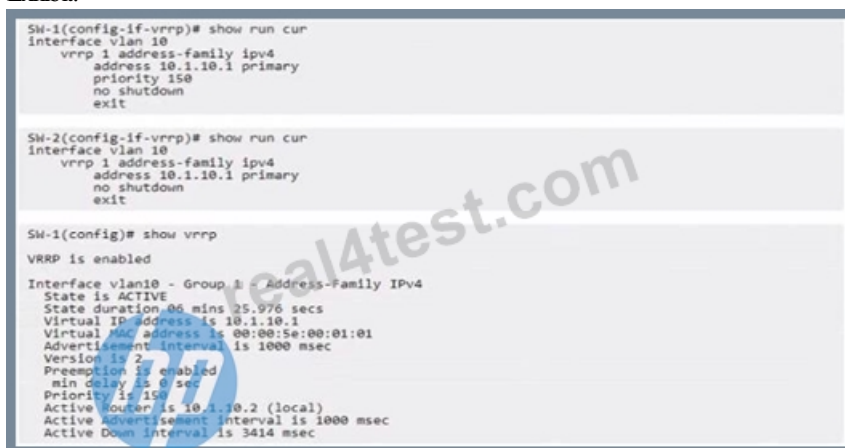 SW-1(config-if-vrrp)# show run cur
interface vlan 10
vrrp 1 address-family ipv4
address 10.1.10.1 primary
priority 150
no shutdown
exit
SW-2(config-if-vrrp)# show run cur
interface vlan 10
vrrp 1 address-family ipv4
address 10.1.10.1 primary
no shutdown
exit
SW-1(config)# show vrrp
VRRP is enabled
Interface vlan10 - Group 1 - Address-Family IPv4
State is ACTIVE
State duration 06 mins 25.976 secs
Virtual IP address is 10.1.10.1
Virtual MAC address is 00:00:5e:00:01:01
Advertisement interval is 1000 msec
Version is 2
Preemption is enabled
min delay is 0 sec
Priority is 150
Active Router is 10.1.10.2 (local)
Active Advertisement interval is 1000 msec
Active Down interval is 3414 msec
real4test.com
hp